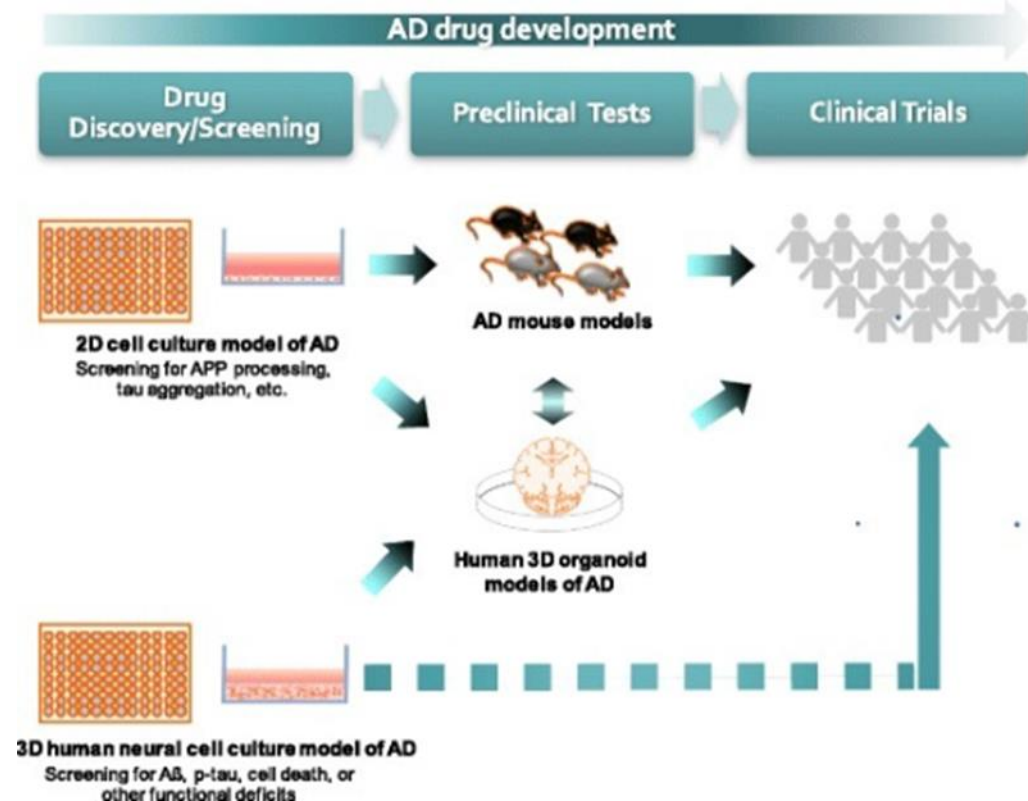 AD drug development
Drug
Discovery/Screening
Preclinical Tests
Clinical Trials
2D cell culture model of AD
Screening for APP processing,
tau aggregation, etc.
AD mouse models
Human 3D organoid
models of AD
3D human neural cell culture model of AD
Screening for Aß, p-tau, cell death, or
other functional deficits